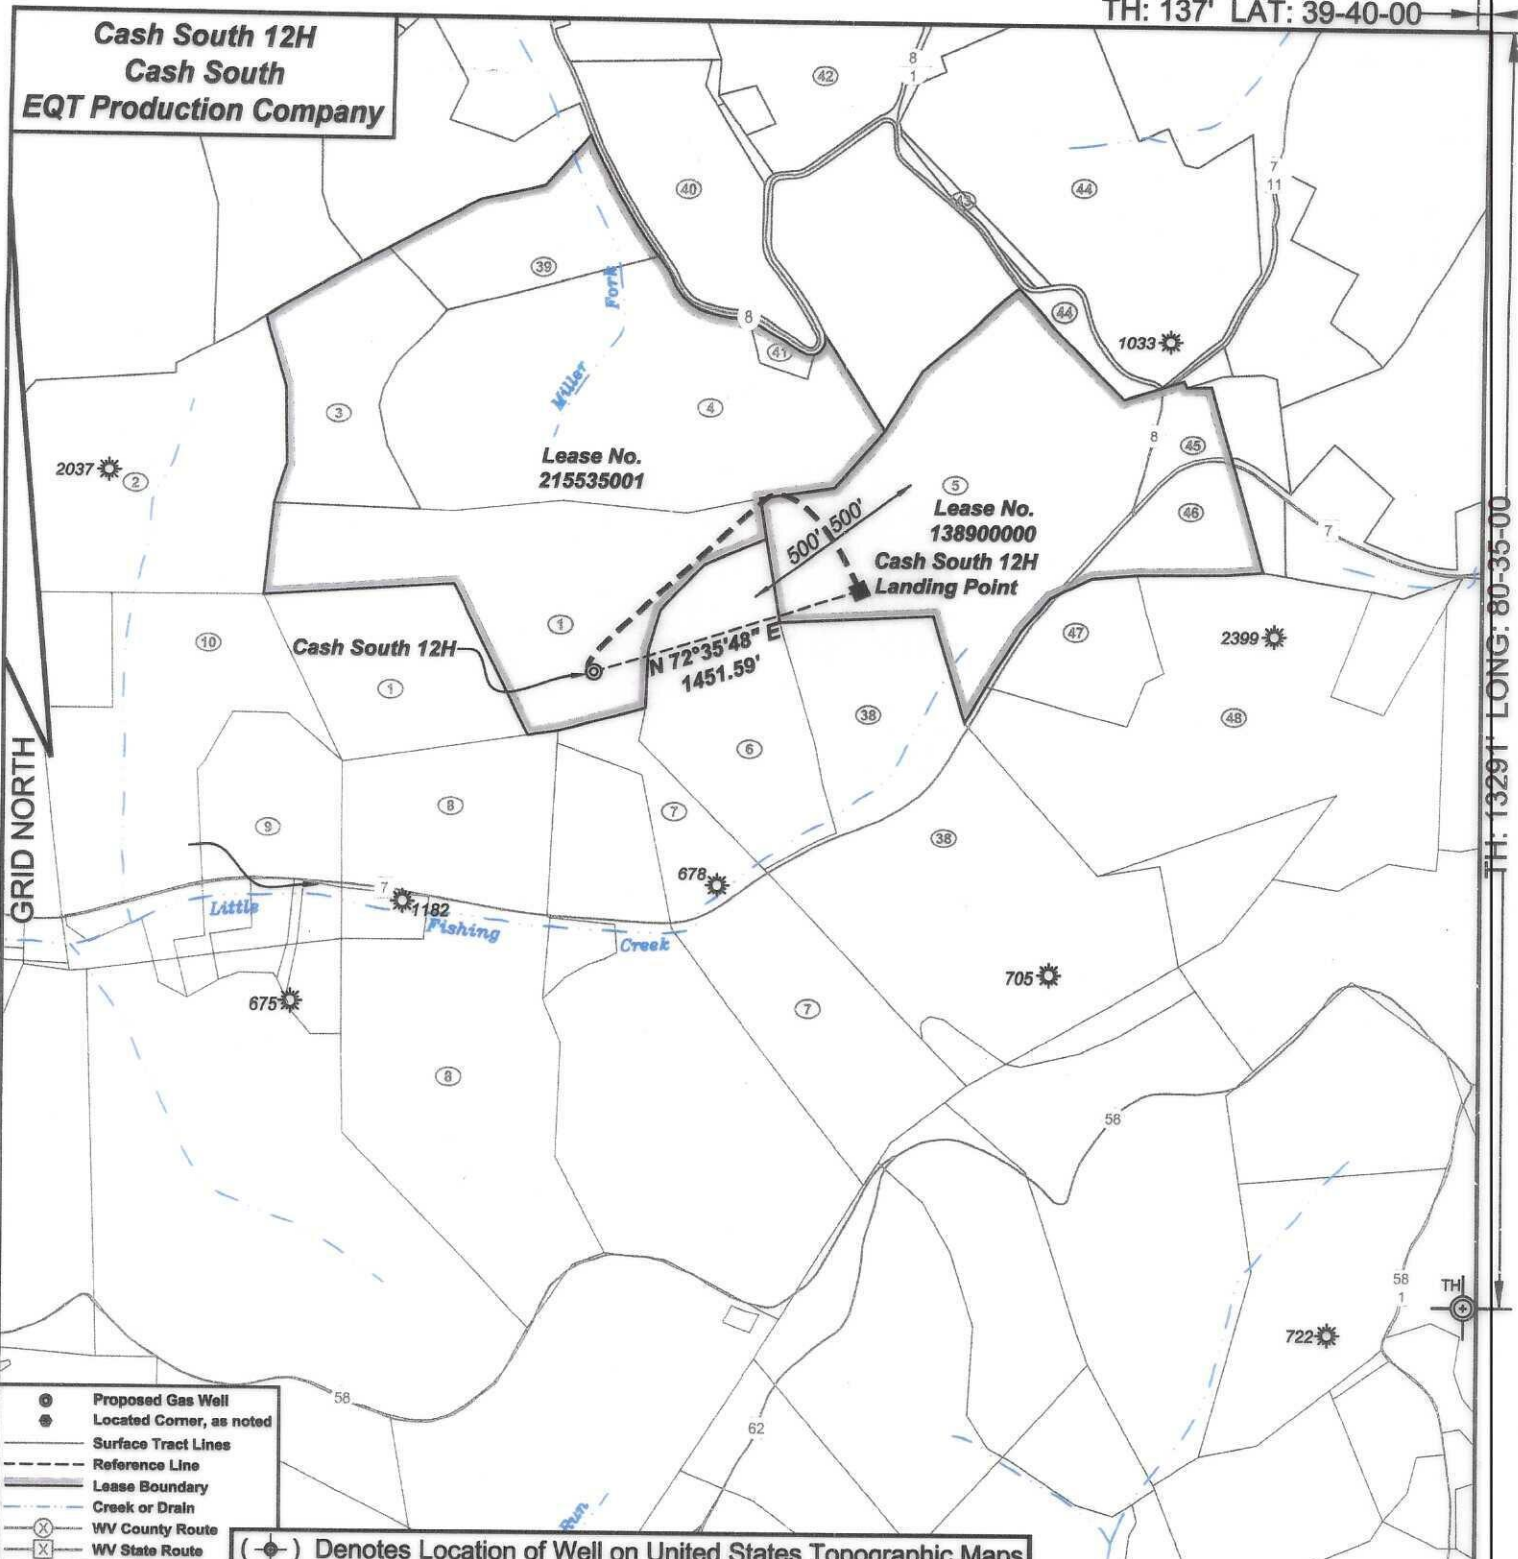 TH: 137' LAT: 39-40-00
Cash South 12H
Cash South
EQT Production Company
42
8
1
40
43
44
7
11
39
Fork
8
41
44
1033
3
Miller
4
8
45
Lease No.
215535001
2037
2
5
Lease No.
138900000
46
500' 500'
7
Cash South 12H
Landing Point
1
47
10
Cash South 12H
N 72°35'48" E
1451.59'
2399
1
38
48
6
TH: 13291' LONG: 80-35-00
GRID NORTH
8
7
9
38
678
7
1182
Little
Fishing
Creek
705
675
7
8
58
58
1
TH
722
58
62
Proposed Gas Well
Located Corner, as noted
Surface Tract Lines
Reference Line
Lease Boundary
Creek or Drain
X WV County Route
X WV State Route
Run
( ) Denotes Location of Well on United States Topographic Maps